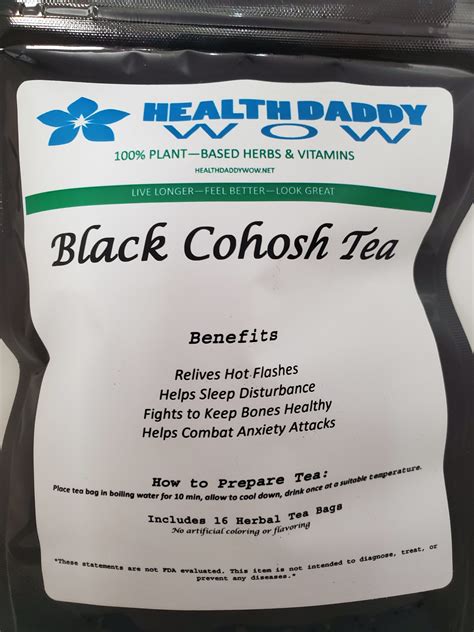 HEALTH DADDY
WOW
100% PLANT—BASED HERBS & VITAMINS
HEALTHDADDYWOW.NET
LIVE LONGER—FEEL BETTER—LOOK GREAT
Black Cohosh Tea
Benefits
Relives Hot Flashes
Helps Sleep Disturbance
Fights to Keep Bones Healthy
Helps Combat Anxiety Attacks
How to Prepare Tea:
Place tea bag in boiling water for 10 min, allow to cool down, drink once at a suitable temperature.
Includes 16 Herbal Tea Bags
No artificial coloring or flavoring
"These statements are not FDA evaluated. This item is not intended to diagnose, treat, or
prevent any diseases."